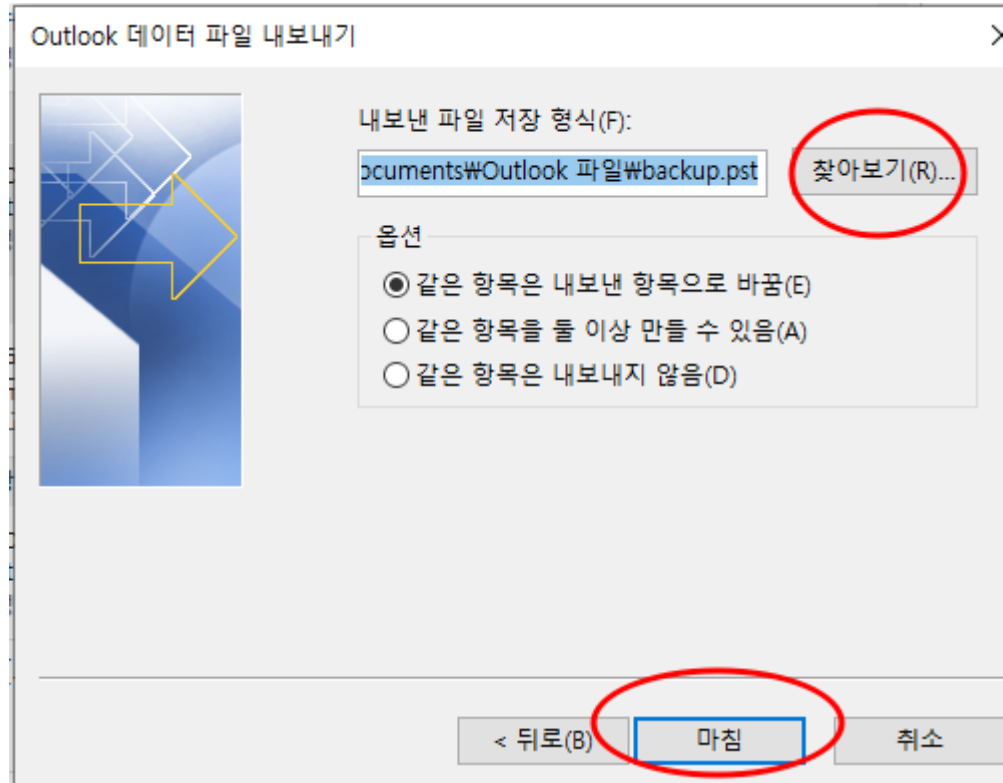 Outlook 데이터 파일 내보내기
내보낸 파일 저장 형식(F):
ocuments₩Outlook 파일₩backup.pst
찾아보기(R)...
옵션
같은 항목은 내보낸 항목으로 바꿈(E)
같은 항목을 둘 이상 만들 수 있음(A)
같은 항목은 내보내지 않음(D)
< 뒤로(B) 마침 취소